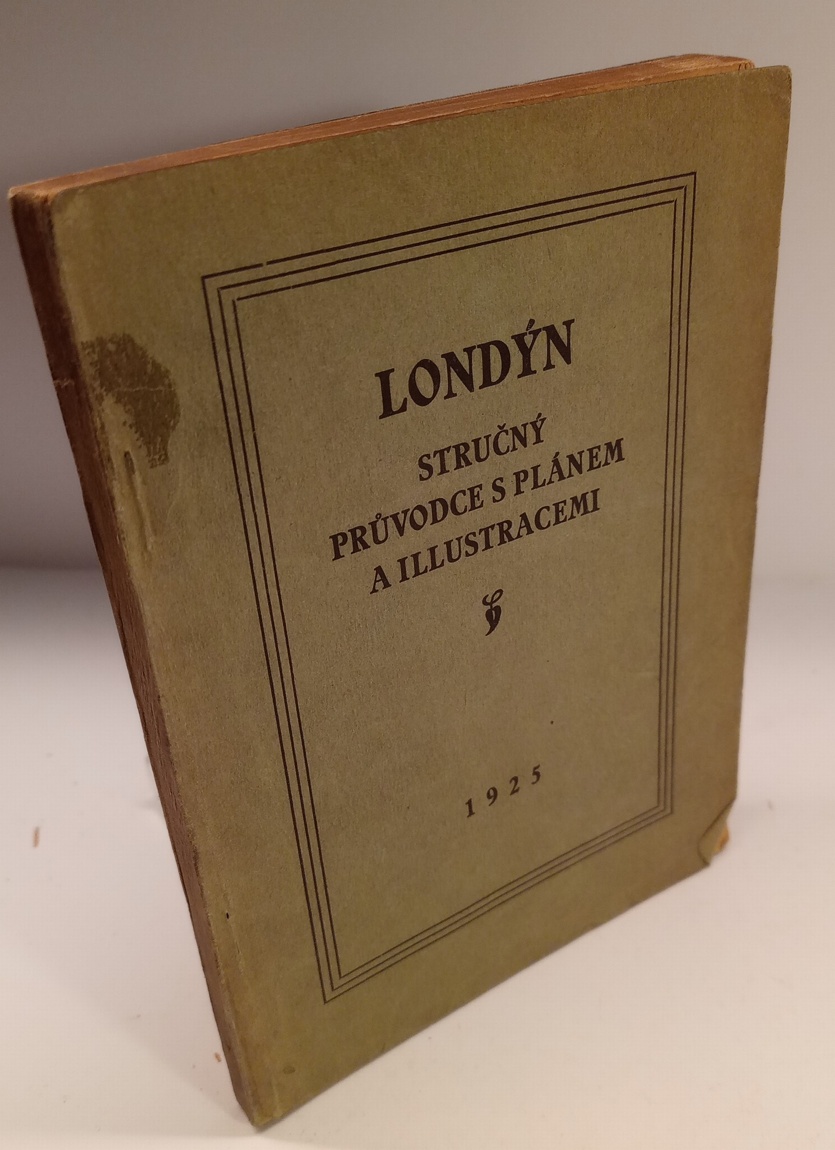 LONDÝN
STRUČNÝ
PRŮVODCE S PLÁNEM
A ILLUSTRACEMI
1925